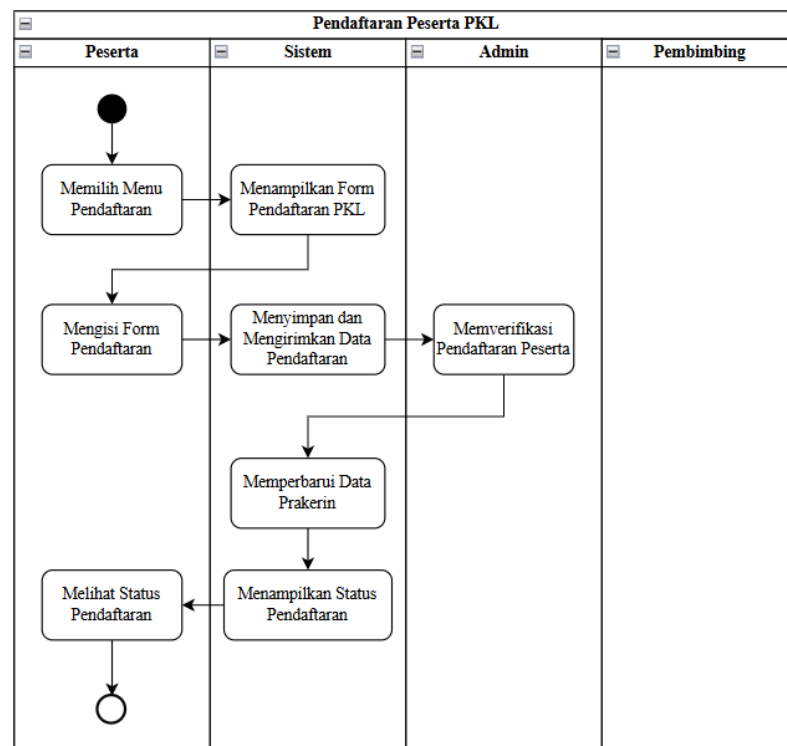 Pendaftaran Peserta PKL
Peserta
Sistem
Admin
Pembimbing
Memilih Menu
Pendaftaran
Menampilkan Form
Pendaftaran PKL
Mengisi Form
Pendaftaran
Menyimpan dan
Mengirimkan Data
Pendaftaran
Memverifikasi
Pendaftaran Peserta
Memperbarui Data
Prakerin
Melihat Status
Pendaftaran
Menampilkan Status
Pendaftaran